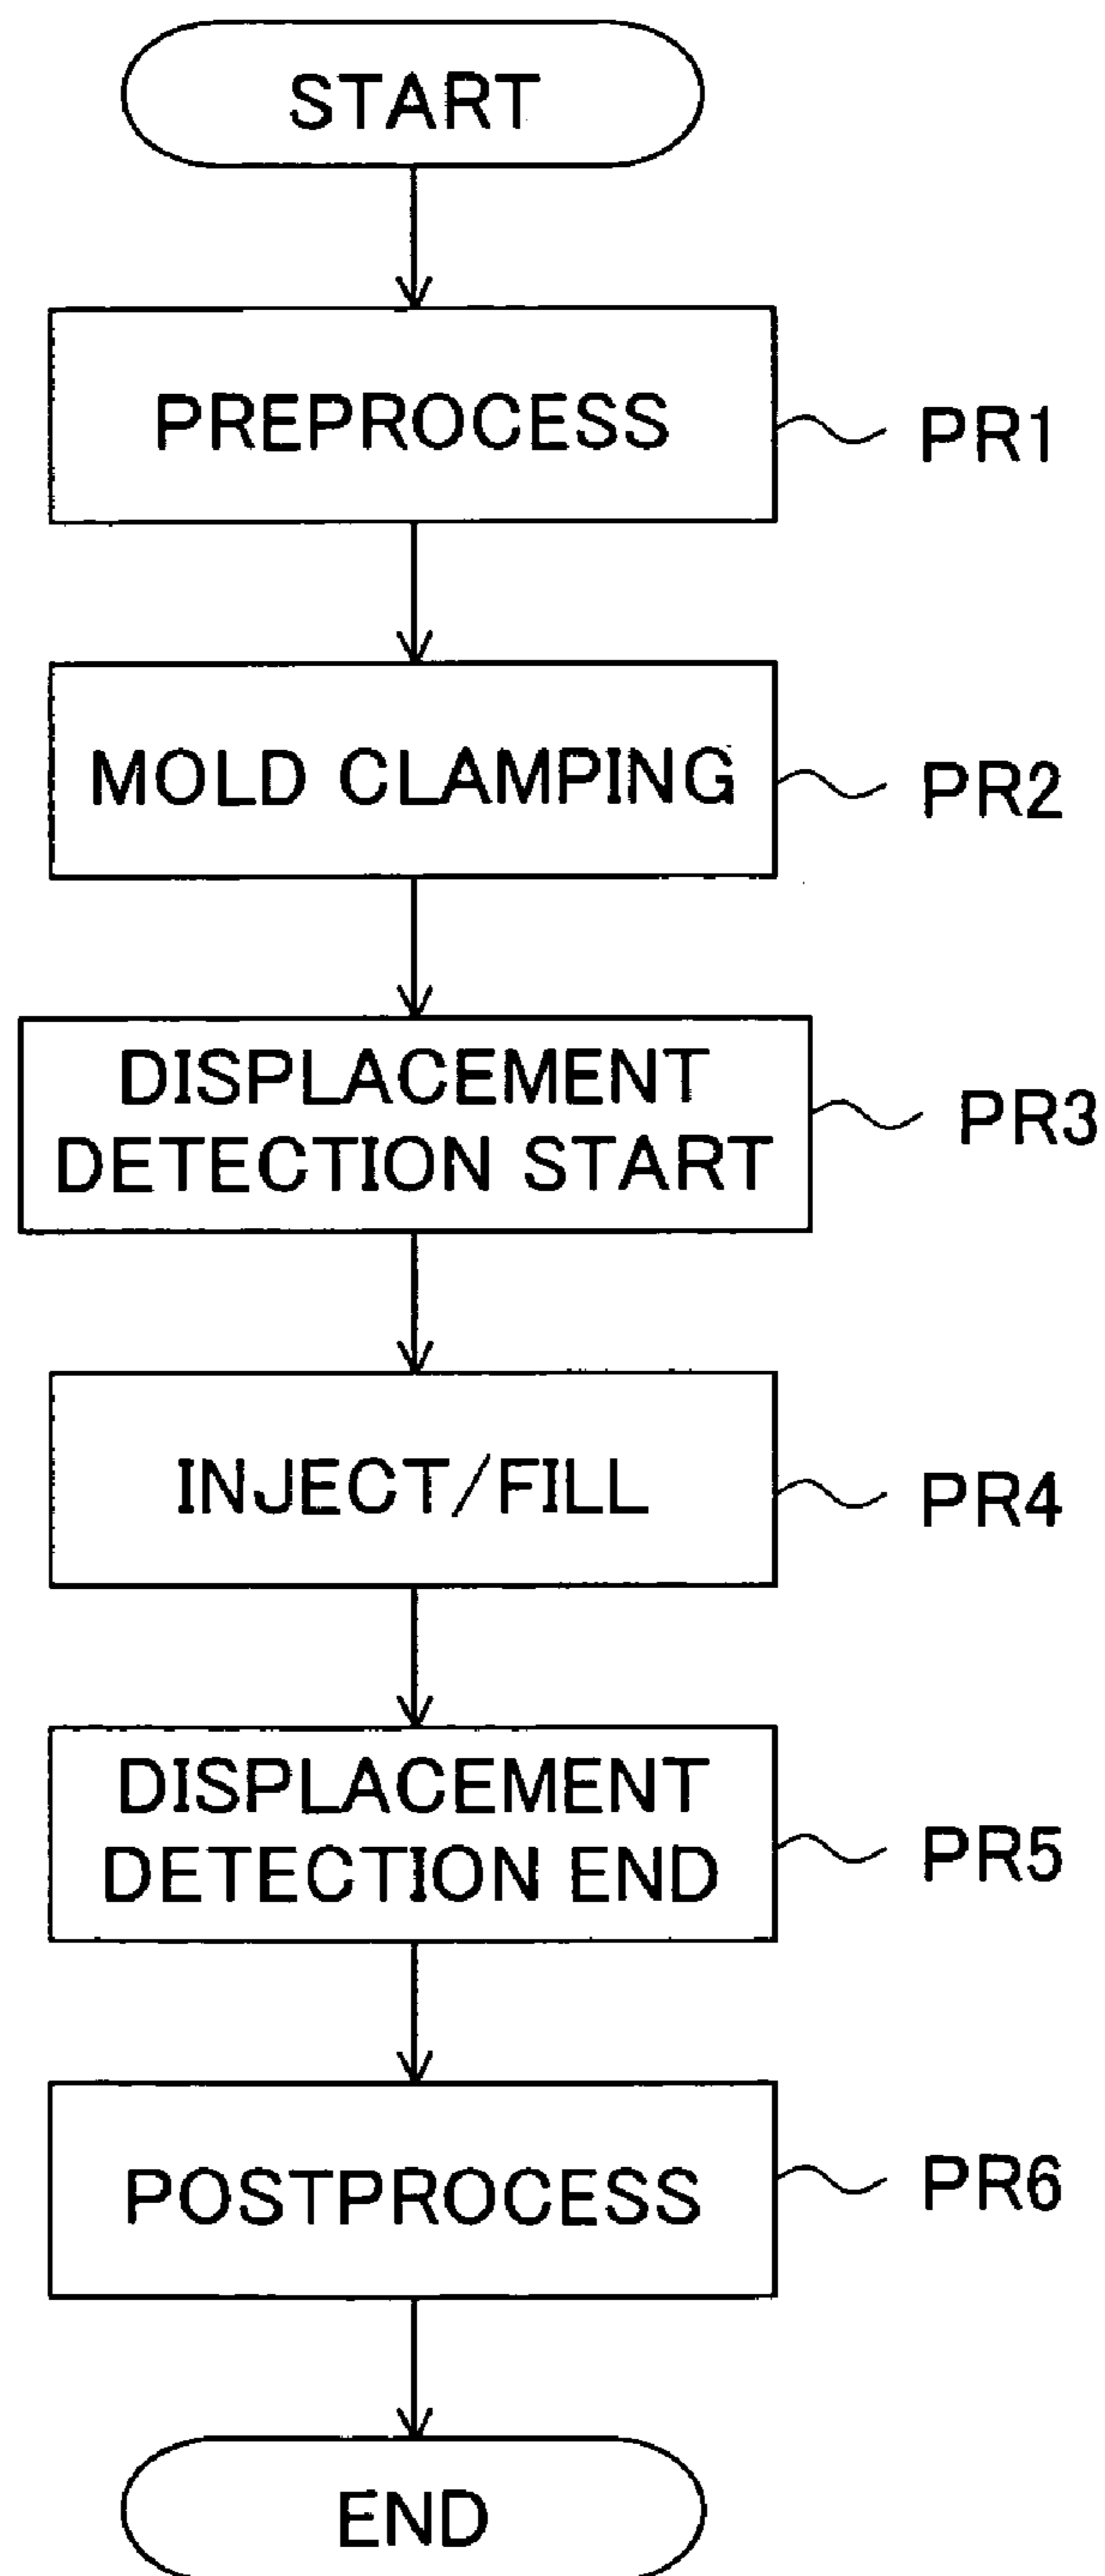 START
PREPROCESS
PR1
MOLD CLAMPING
PR2
DISPLACEMENT
DETECTION START
PR3
INJECT/FILL
PR4
DISPLACEMENT
DETECTION END
PR5
POSTPROCESS
PR6
END